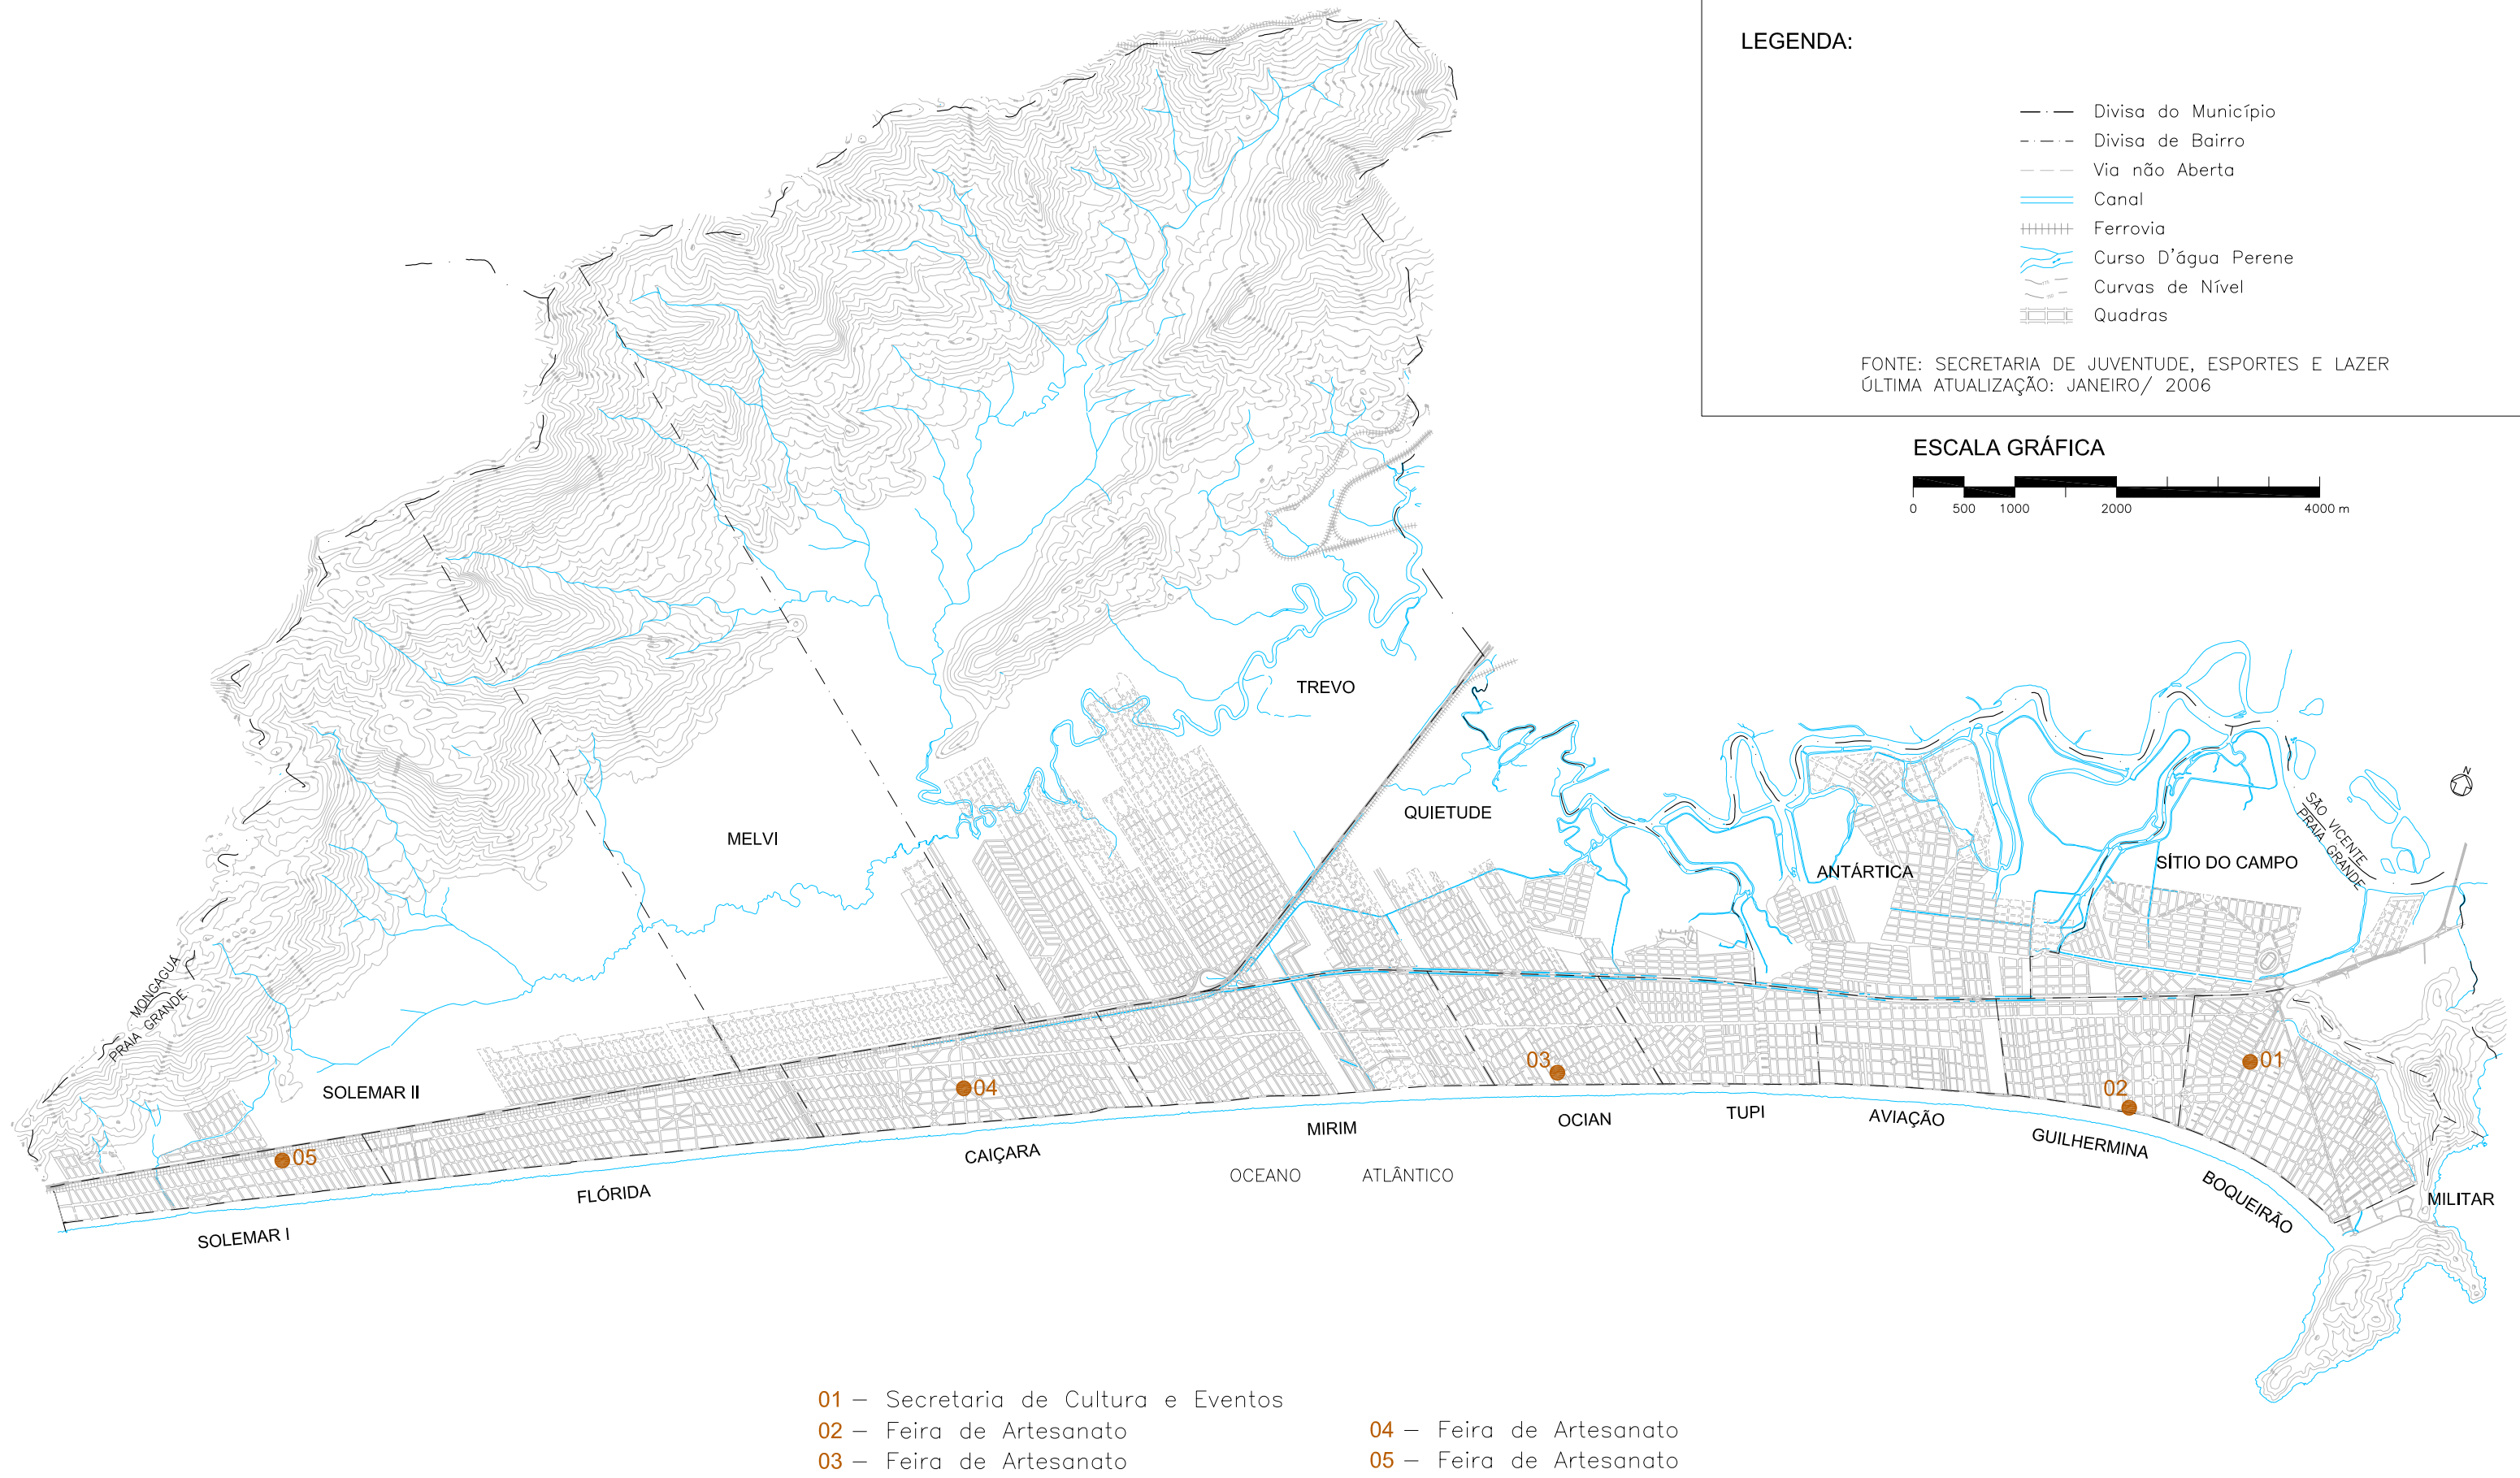 LEGENDA:
Divisa do Município
Divisa de Bairro
Via não Aberta
Canal
Ferrovia
Curso D'água Perene
Curvas de Nível
Quadras
FONTE: SECRETARIA DE JUVENTUDE, ESPORTES E LAZER
ÚLTIMA ATUALIZAÇÃO: JANEIRO/ 2006
ESCALA GRÁFICA
0 500 1000 2000 4000 m
TREVO
N
QUIETUDE
SÃO VICENTE
PRAIA GRANDE
MELVI
ANTÁRTICA
SÍTIO DO CAMPO
MONGAGUÁ
PRAIA GRANDE
SOLEMAR II
03
01
04
02
05
MIRIM
OCIAN
TUPI
AVIAÇÃO
CAIÇARA
GUILHERMINA
OCEANO ATLÂNTICO
FLÓRIDA
BOQUEIRÃO
MILITAR
SOLEMAR I
01 – Secretaria de Cultura e Eventos
02 – Feira de Artesanato
03 – Feira de Artesanato
04 – Feira de Artesanato
05 – Feira de Artesanato